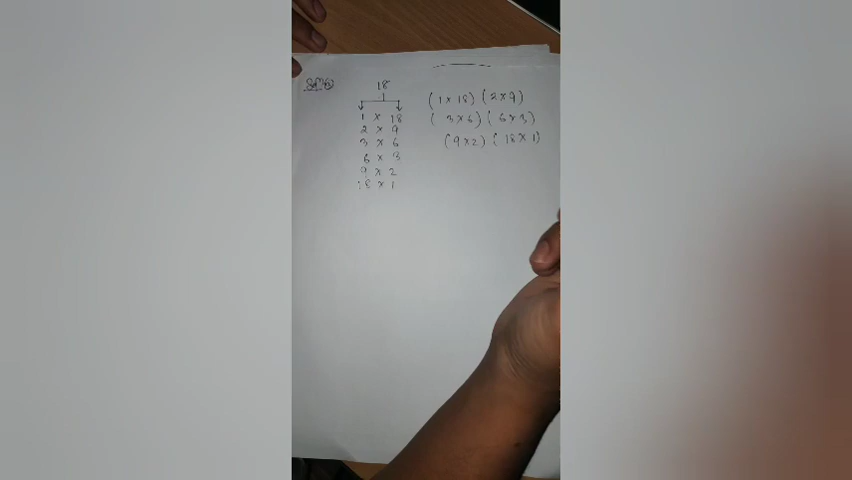 18
(1 x 18) (2 x 9)
1 x 18
(3 x 6) (6 x 3)
2 x 9
(9 x 2) (18 x 1)
3 x 6
6 x 3
9 x 2
18 x 1